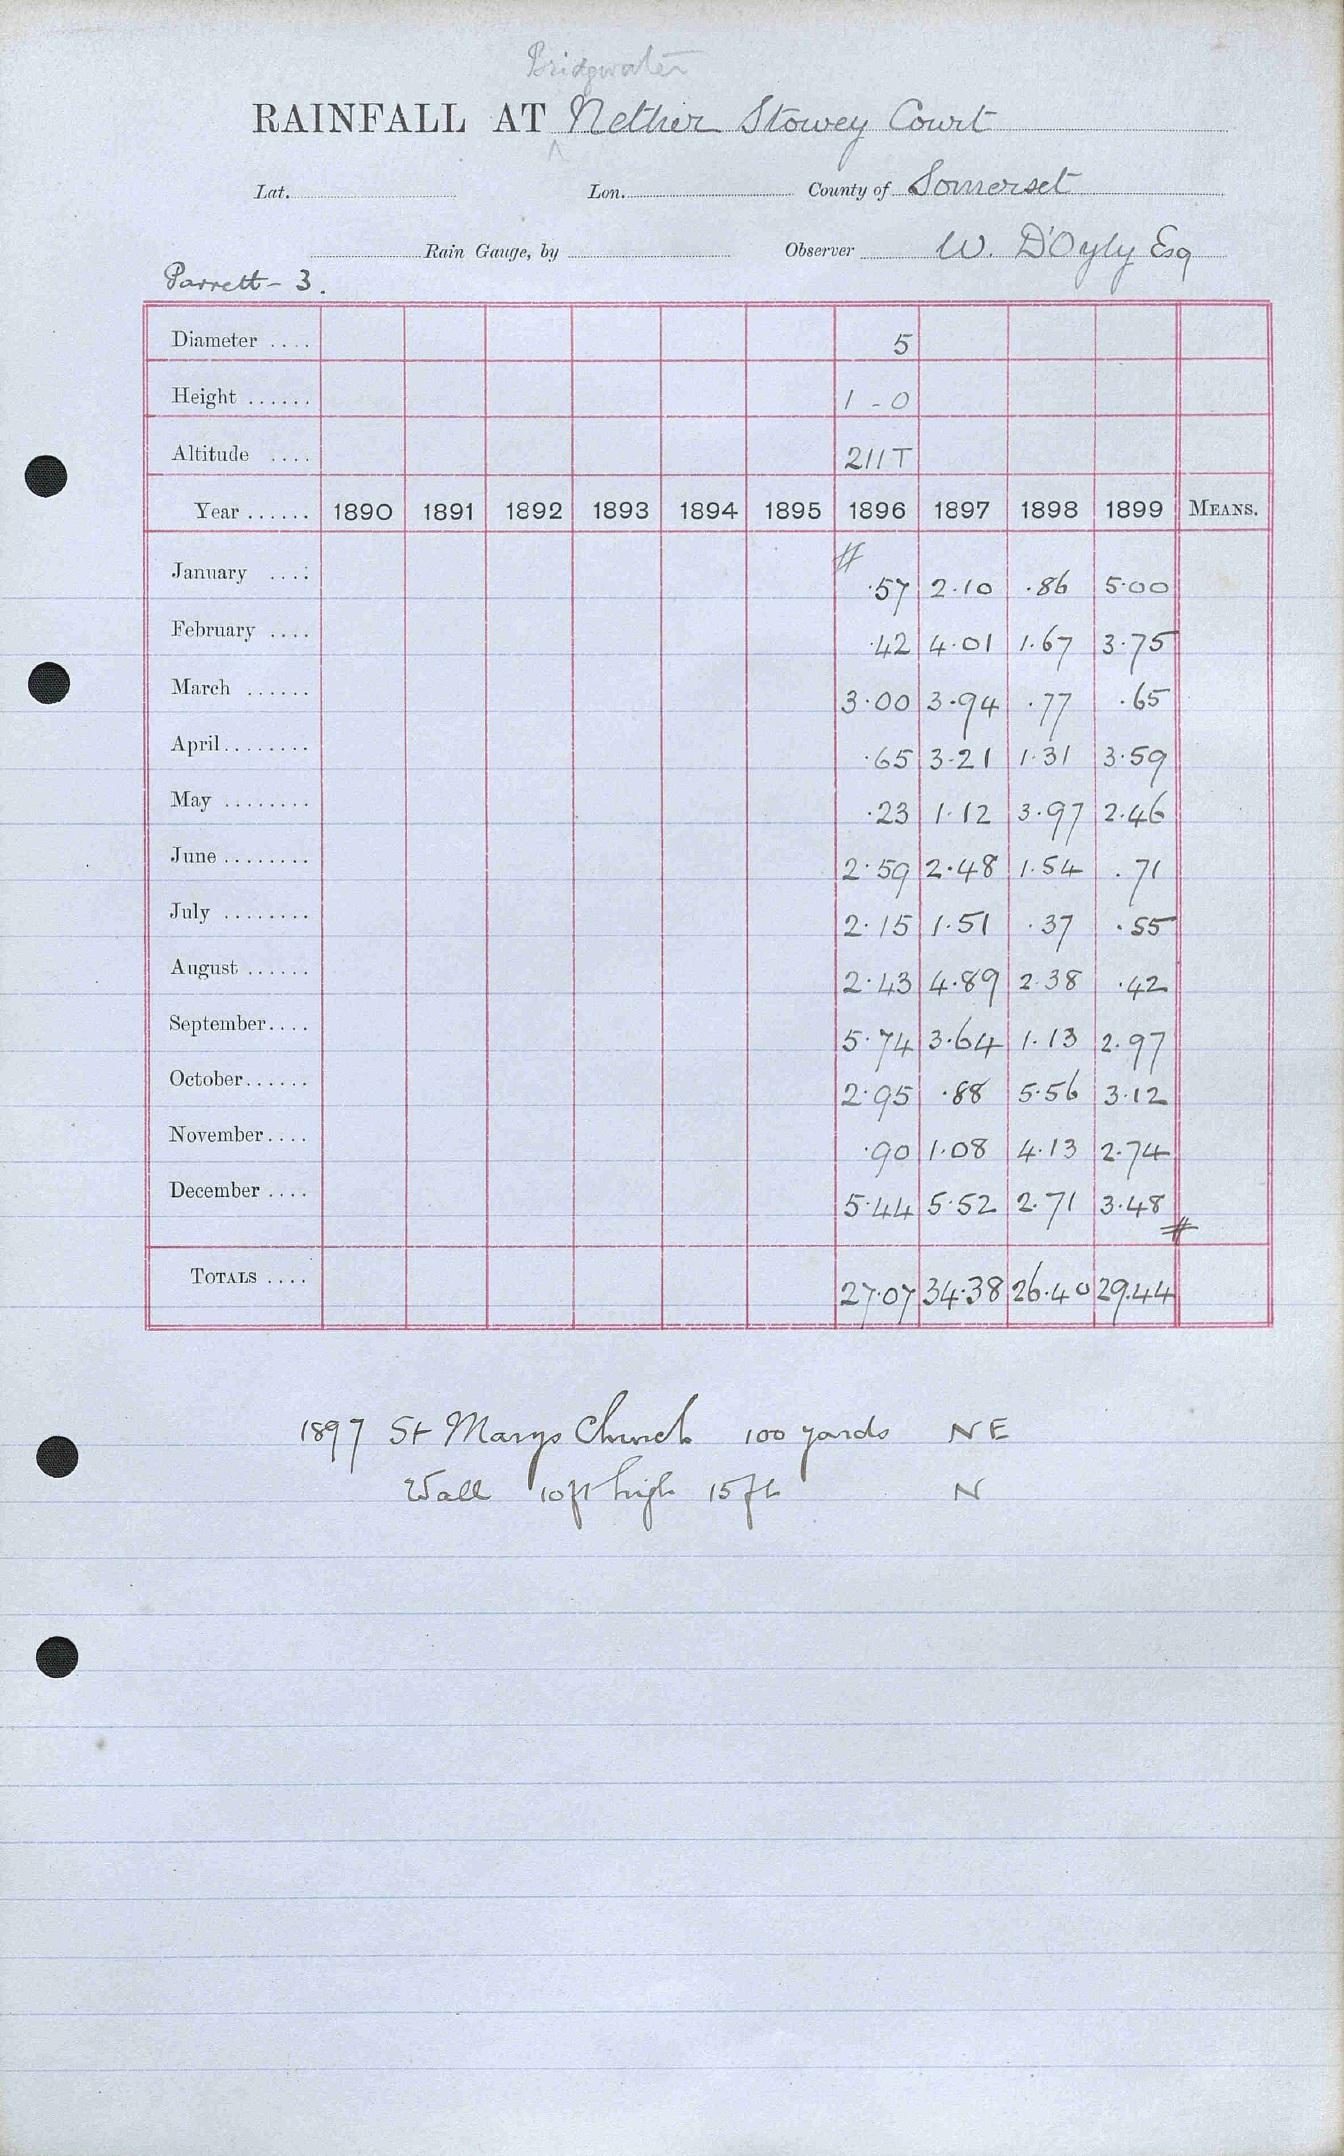 Bridgwater
RAINFALL AT Nether Stowey Court
Lat. Lon. County of Somerset
Rain Gauge, by Observer W. D'Oyly Esq
Parrett - 3.
Diameter .... 5
Height ...... 1 - 0
Altitude .... 211 T
Year ...... 1890 1891 1892 1893 1894 1895 1896 1897 1898 1899 MEANS.
#
January .... .57 2.10 .86 5.00
February .... .42 4.01 1.67 3.75
March ...... 3.00 3.94 .77 .65
April ........ .65 3.21 1.31 3.59
May ........ .23 1.12 3.97 2.46
June ........ 2.59 2.48 1.54 .71
July ........ 2.15 1.51 .37 .55
August ...... 2.43 4.89 2.38 .42
September.... 5.74 3.64 1.13 2.97
October...... 2.95 .88 5.56 3.12
November.... .90 1.08 4.13 2.74
December .... 5.44 5.52 2.71 3.48
#
TOTALS .... 27.07 34.38 26.40 29.44
1897 St Marys Church 100 yards NE
Wall 10ft high 15ft N